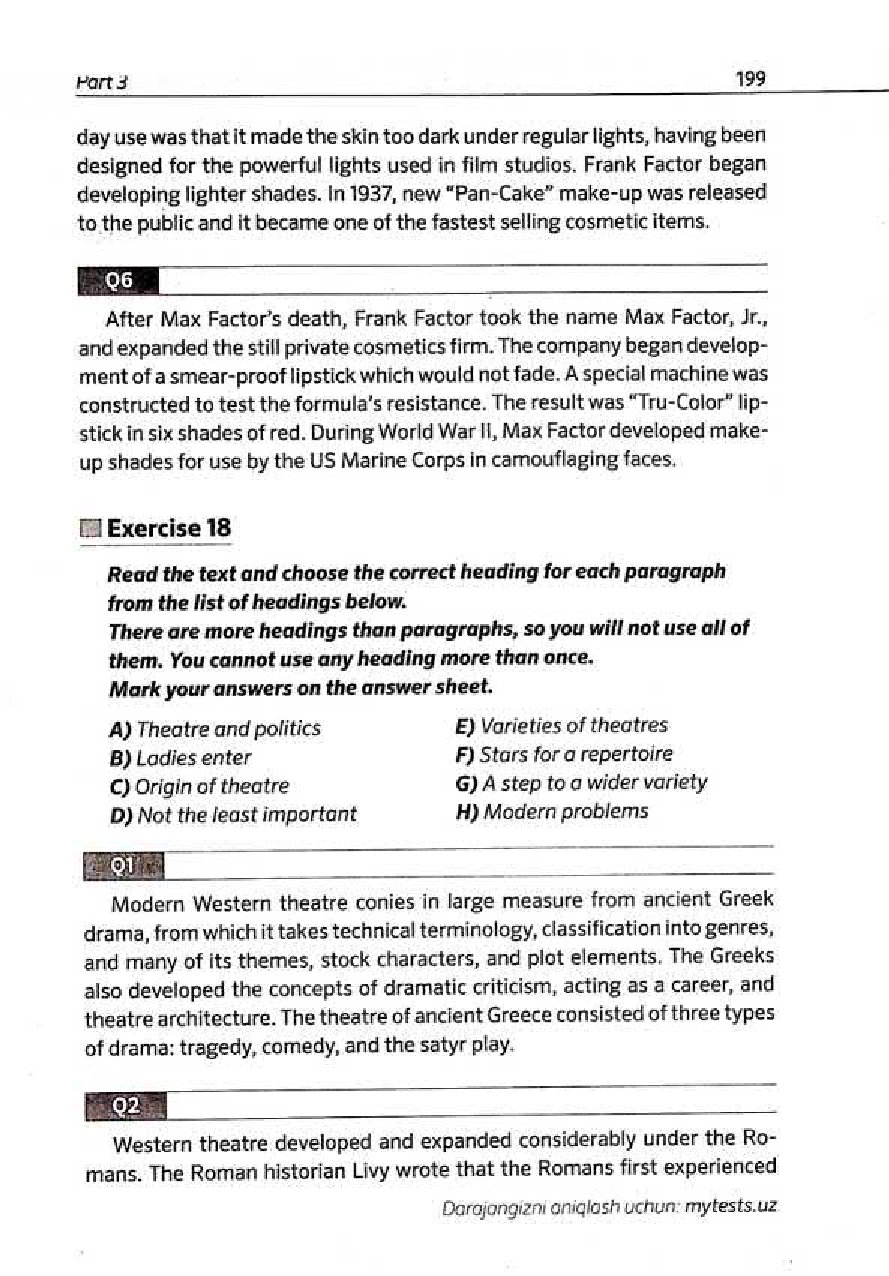 Part 3 199
day use was that it made the skin too dark under regular lights, having been
designed for the powerful lights used in film studios. Frank Factor began
developing lighter shades. In 1937, new "Pan-Cake" make-up was released
to the public and it became one of the fastest selling cosmetic items.
Q6
After Max Factor's death, Frank Factor took the name Max Factor, Jr.,
and expanded the still private cosmetics firm. The company began develop-
ment of a smear-proof lipstick which would not fade. A special machine was
constructed to test the formula's resistance. The result was "Tru-Color" lip-
stick in six shades of red. During World War II, Max Factor developed make-
up shades for use by the US Marine Corps in camouflaging faces.
Exercise 18
Read the text and choose the correct heading for each paragraph
from the list of headings below.
There are more headings than paragraphs, so you will not use all of
them. You cannot use any heading more than once.
Mark your answers on the answer sheet.
A) Theatre and politics
B) Ladies enter
C) Origin of theatre
D) Not the least important
E) Varieties of theatres
F) Stars for a repertoire
G) A step to a wider variety
H) Modern problems
Q1
Modern Western theatre conies in large measure from ancient Greek
drama, from which it takes technical terminology, classification into genres,
and many of its themes, stock characters, and plot elements. The Greeks
also developed the concepts of dramatic criticism, acting as a career, and
theatre architecture. The theatre of ancient Greece consisted of three types
of drama: tragedy, comedy, and the satyr play.
Q2
Western theatre developed and expanded considerably under the Ro-
mans. The Roman historian Livy wrote that the Romans first experienced
Darajangizni aniqlash uchun: mytests.uz